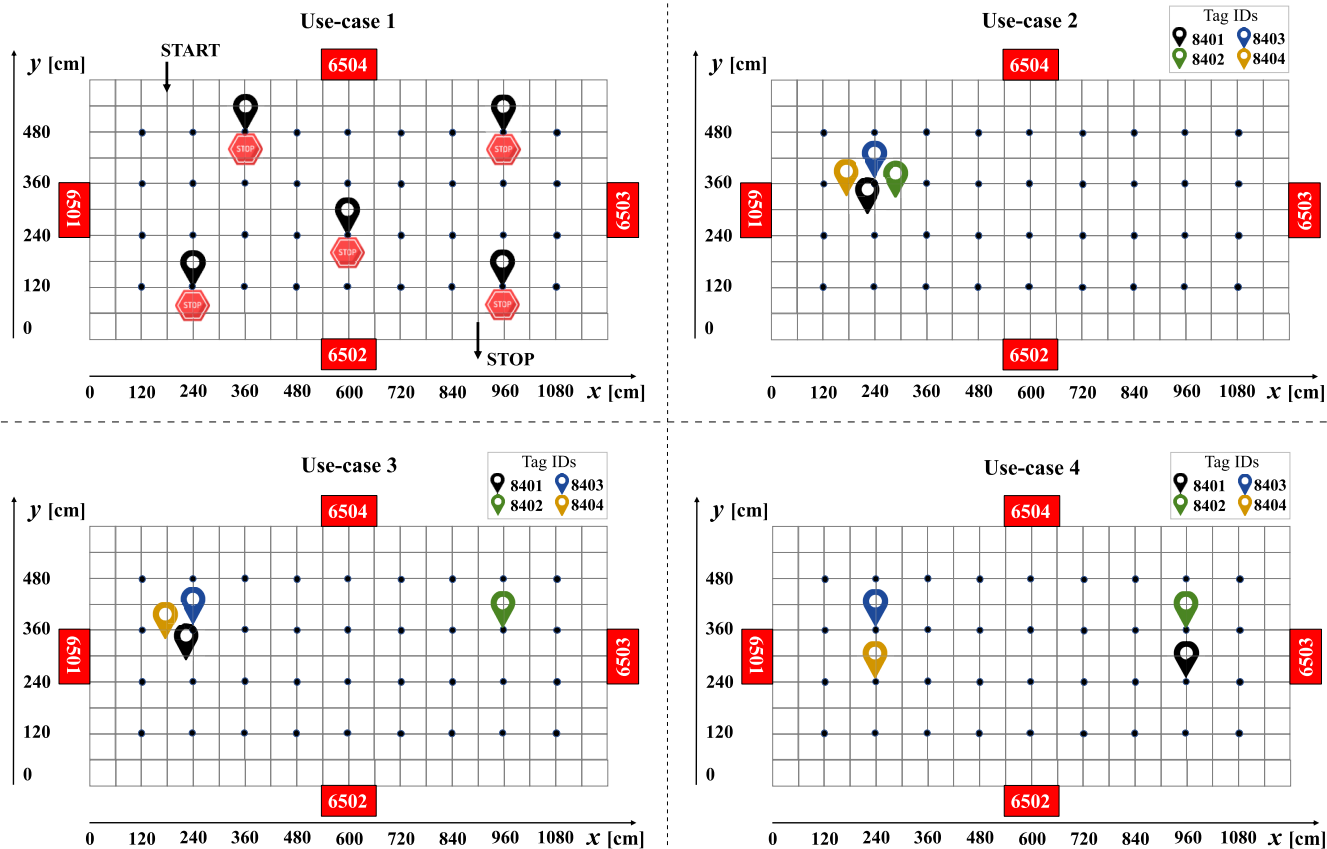 Use-case 1
START
y [cm]
6504
480
360
240
120
0
6501
6503
STOP
STOP
STOP
STOP
STOP
6502
STOP
0 120 240 360 480 600 720 840 960 1080 x [cm]
Use-case 2
Tag IDs
8401 8403
8402 8404
y [cm]
6504
480
360
240
120
0
6501
6503
6502
0 120 240 360 480 600 720 840 960 1080 x [cm]
Use-case 3
Tag IDs
8401 8403
8402 8404
y [cm]
6504
480
360
240
120
0
6501
6503
6502
0 120 240 360 480 600 720 840 960 1080 x [cm]
Use-case 4
Tag IDs
8401 8403
8402 8404
y [cm]
6504
480
360
240
120
0
6501
6503
6502
0 120 240 360 480 600 720 840 960 1080 x [cm]